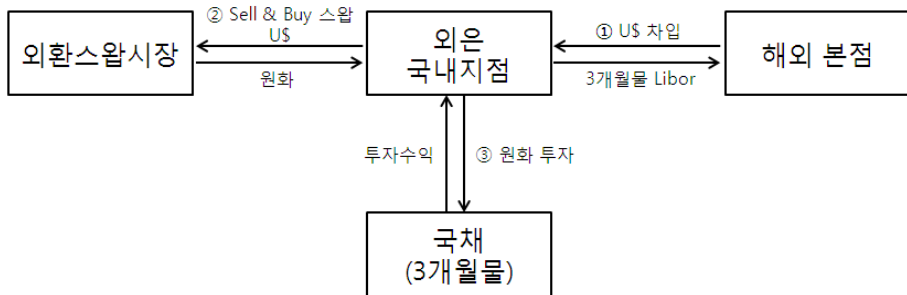 ② Sell & Buy 스왑
U$
외환스왑시장
원화
외은
국내지점
① U$ 차입
3개월물 Libor
해외 본점
투자수익
③ 원화 투자
국채
(3개월물)